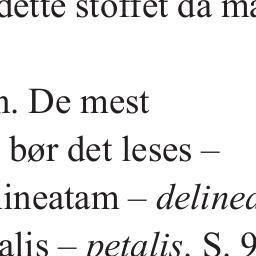 dette stoffet da ma
n. De mest
bør det leses –
lineatam – delinea
alis – petalis. S. 9